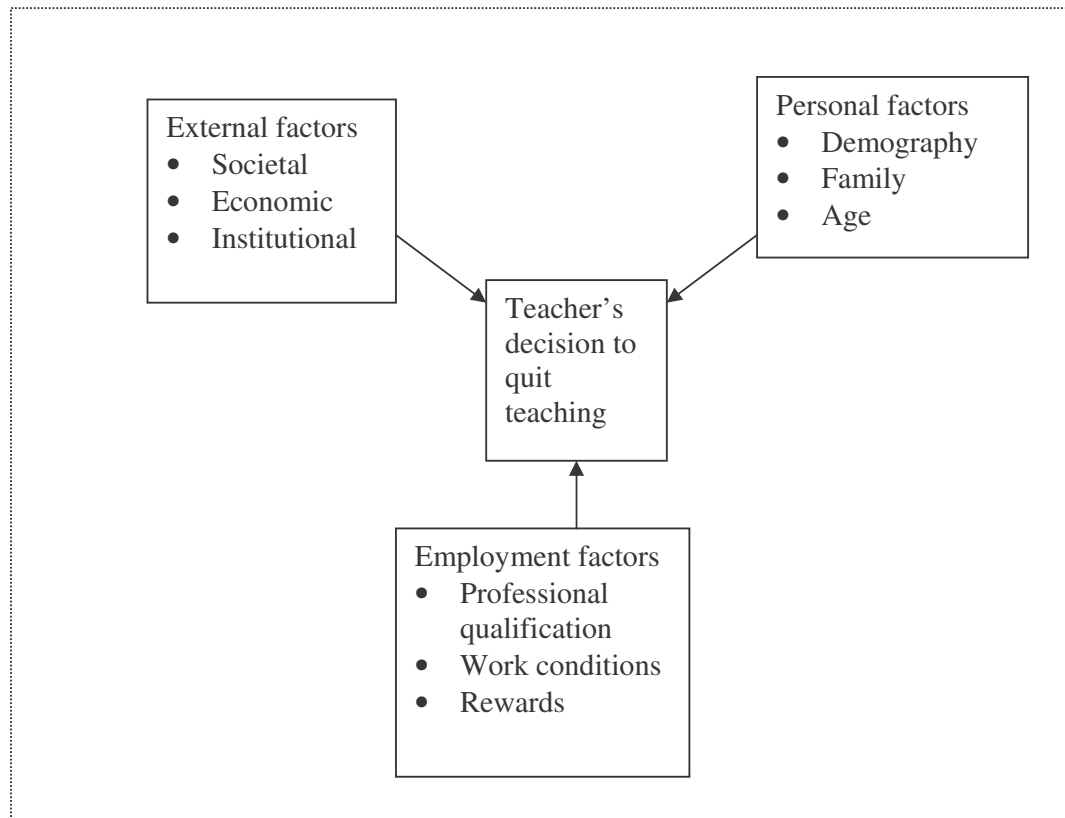 External factors
• Societal
• Economic
• Institutional
Personal factors
• Demography
• Family
• Age
Teacher’s
decision to
quit
teaching
Employment factors
• Professional
qualification
• Work conditions
• Rewards